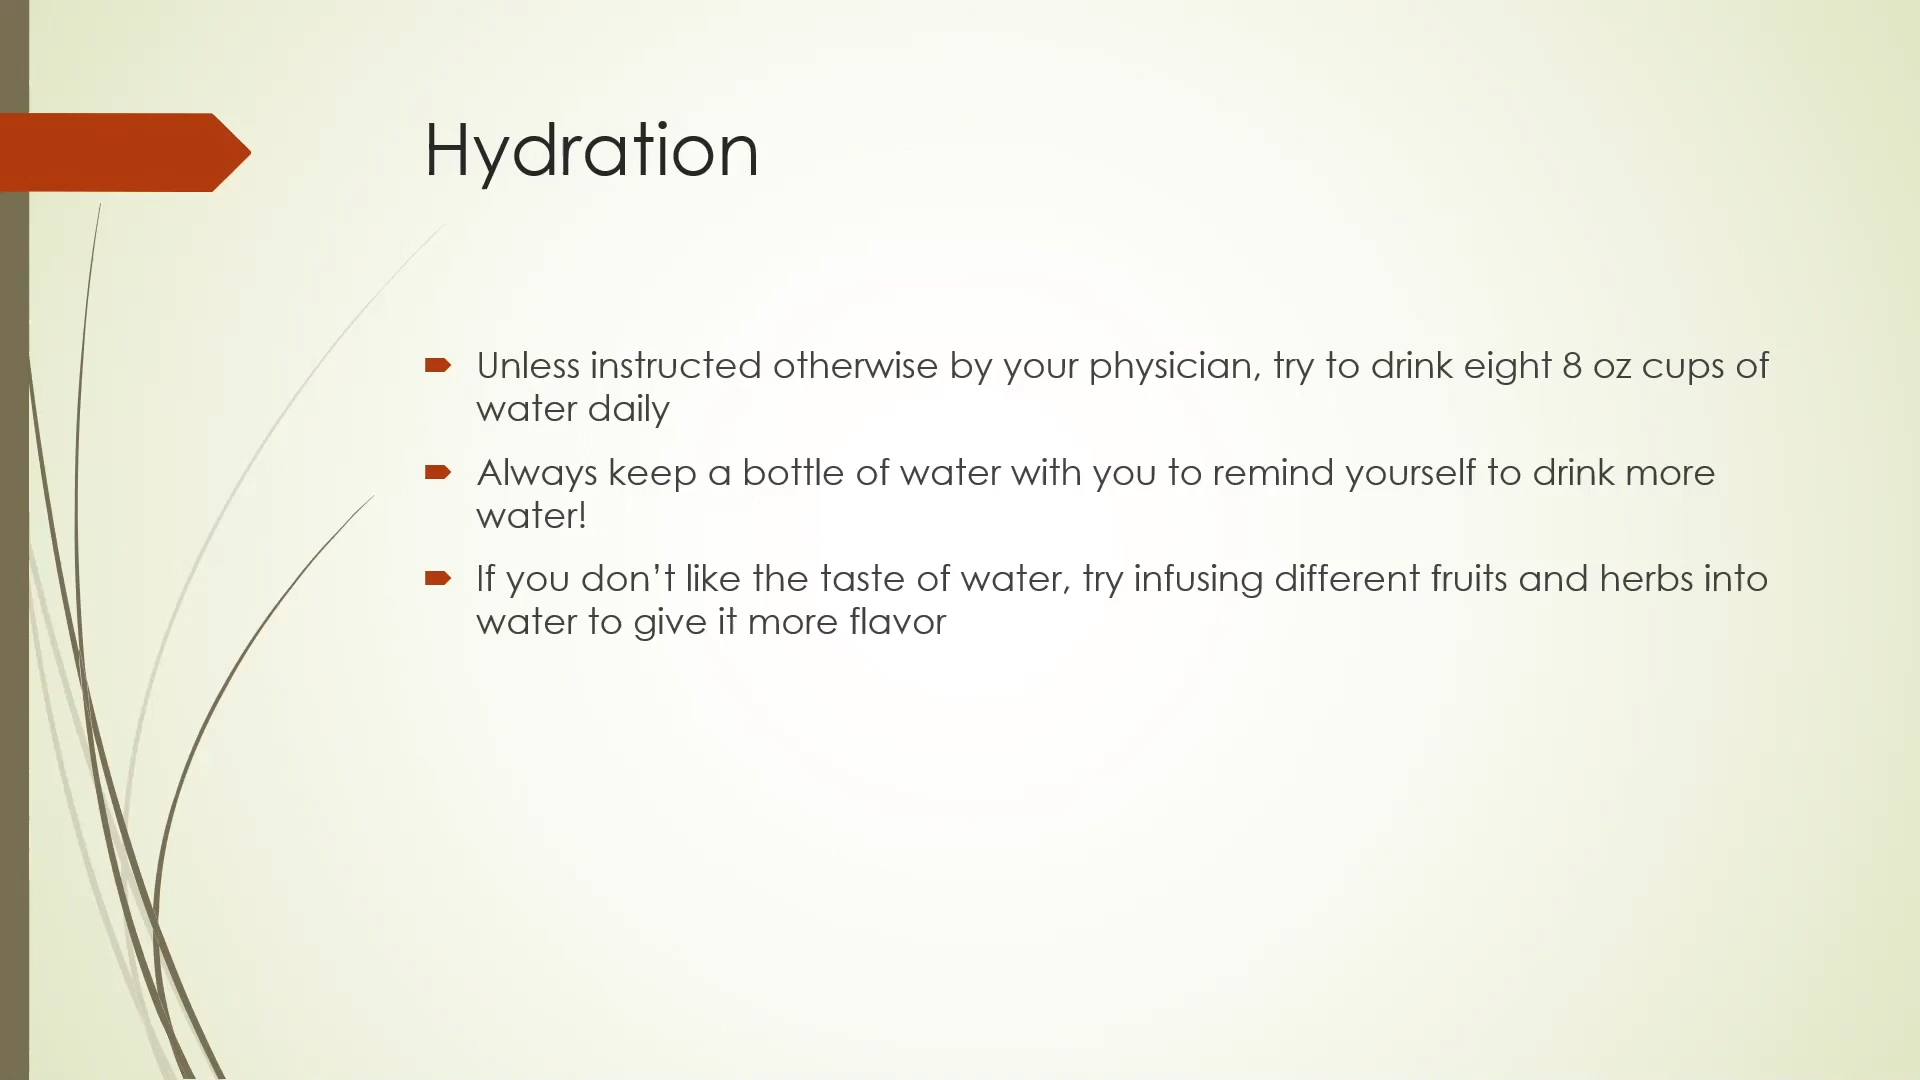 Hydration
Unless instructed otherwise by your physician, try to drink eight 8 oz cups of
water daily
Always keep a bottle of water with you to remind yourself to drink more
water!
If you don’t like the taste of water, try infusing different fruits and herbs into
water to give it more flavor